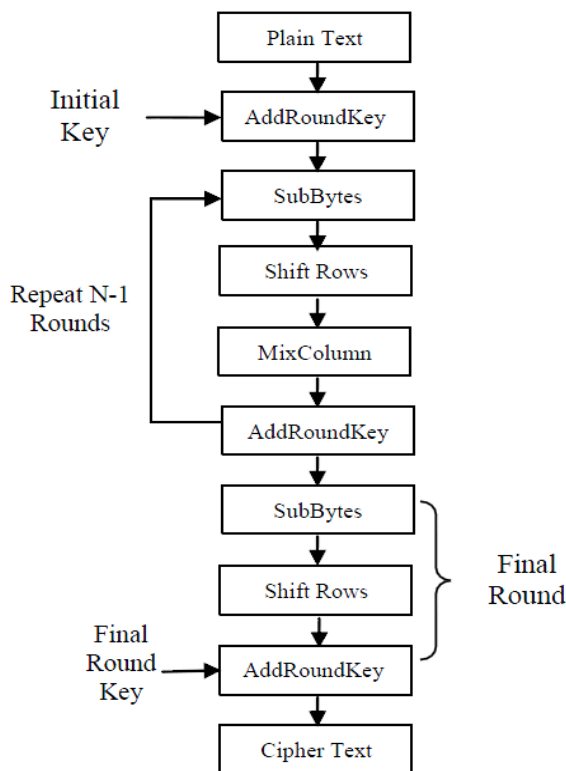 Plain Text
Initial
Key
AddRoundKey
SubBytes
Shift Rows
Repeat N-1
Rounds
MixColumn
AddRoundKey
SubBytes
Final
Round
Shift Rows
Final
Round
Key
AddRoundKey
Cipher Text